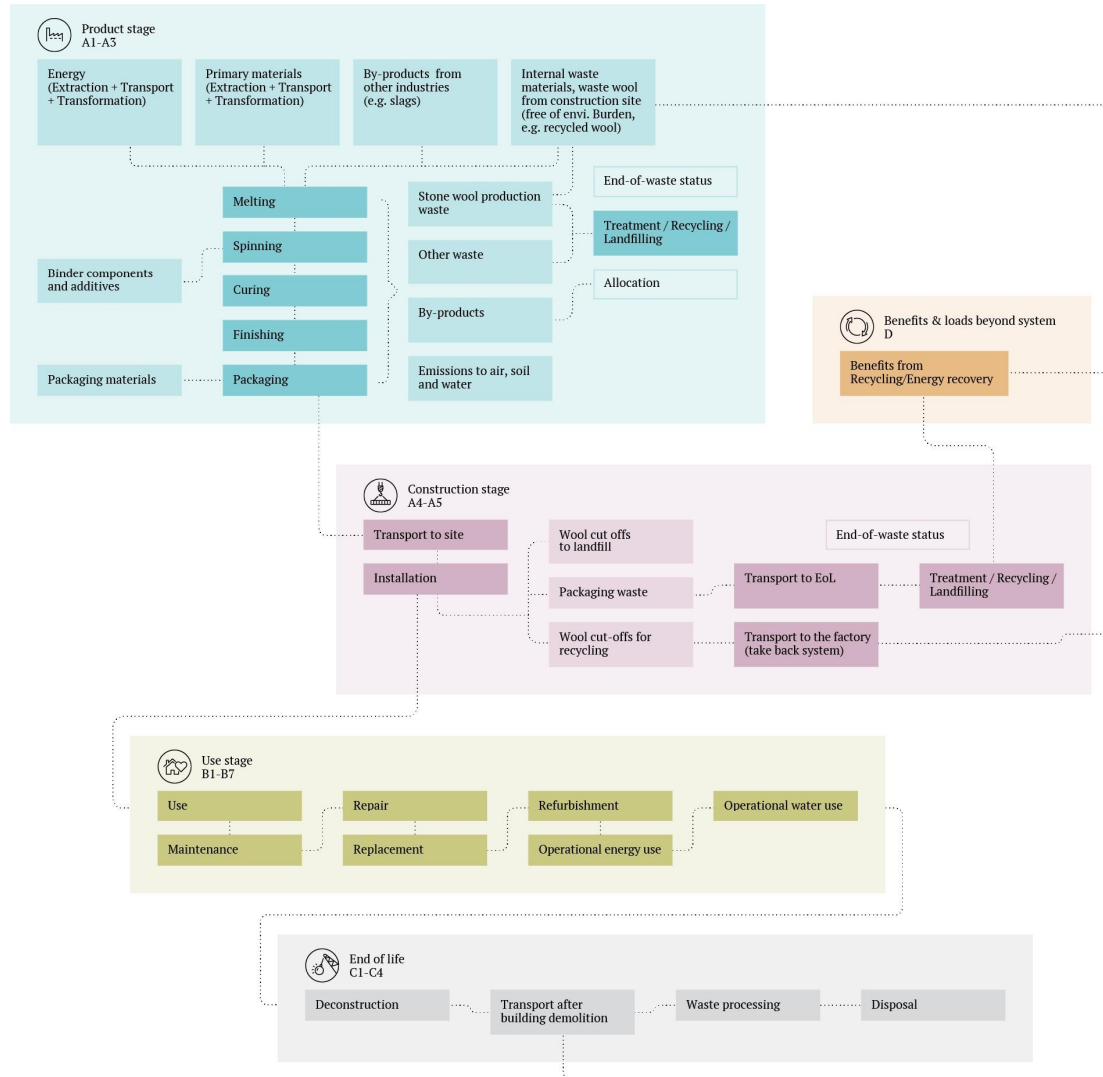 Product stage
A1-A3
Energy
(Extraction + Transport
+ Transformation)
Primary materials
(Extraction + Transport
+ Transformation)
By-products from
other industries
(e.g. slags)
Internal waste
materials, waste wool
from construction site
(free of envi. Burden,
e.g. recycled wool)
Melting
Spinning
Curing
Finishing
Packaging
Binder components
and additives
Packaging materials
Stone wool production
waste
Other waste
By-products
Emissions to air, soil
and water
End-of-waste status
Treatment / Recycling /
Landfilling
Allocation
Benefits & loads beyond system
D
Benefits from
Recycling/Energy recovery
Construction stage
A4-A5
Transport to site
Installation
Wool cut offs
to landfill
Packaging waste
Wool cut-offs for
recycling
End-of-waste status
Transport to EoL
Treatment / Recycling /
Landfilling
Transport to the factory
(take back system)
Use stage
B1-B7
Use
Maintenance
Repair
Replacement
Refurbishment
Operational energy use
Operational water use
End of life
C1-C4
Deconstruction
Transport after
building demolition
Waste processing
Disposal